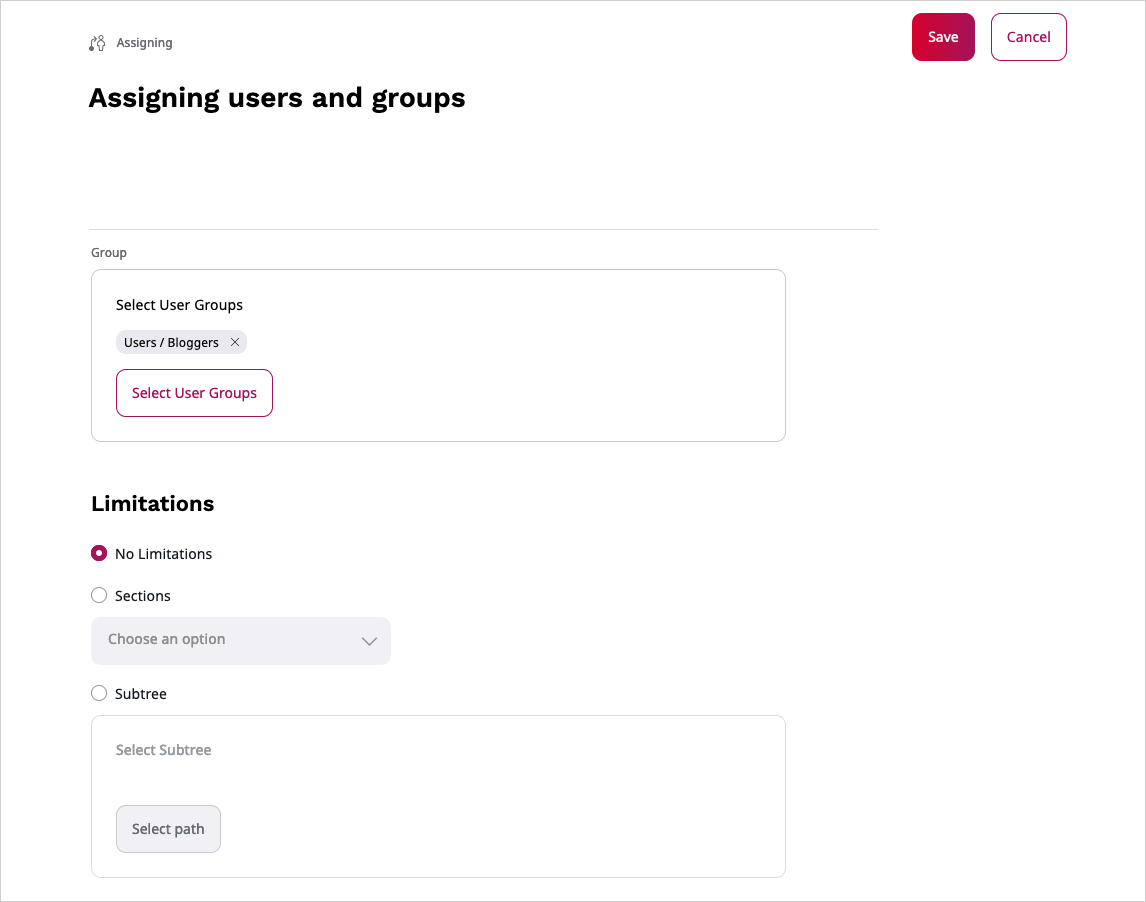 Assigning
Save
Cancel
Assigning users and groups
Group
Select User Groups
Users / Bloggers
Select User Groups
Limitations
No Limitations
Sections
Choose an option
Subtree
Select Subtree
Select path